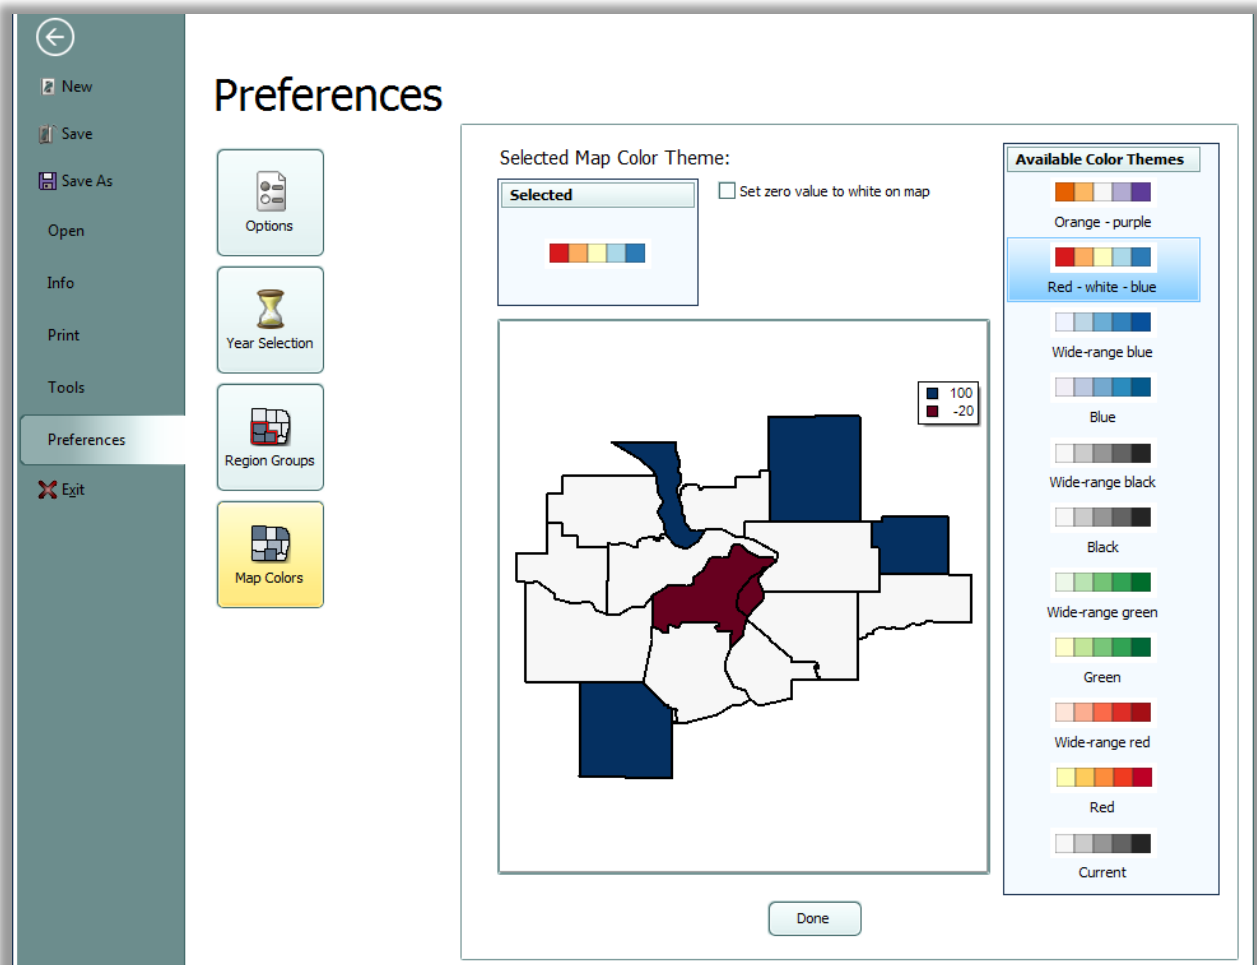 New
Save
Save As
Open
Info
Print
Tools
Preferences
Exit
Preferences
Options
Year Selection
Region Groups
Map Colors
Selected Map Color Theme:
Selected
Set zero value to white on map
100
-20
Done
Available Color Themes
Orange - purple
Red - white - blue
Wide-range blue
Blue
Wide-range black
Black
Wide-range green
Green
Wide-range red
Red
Current